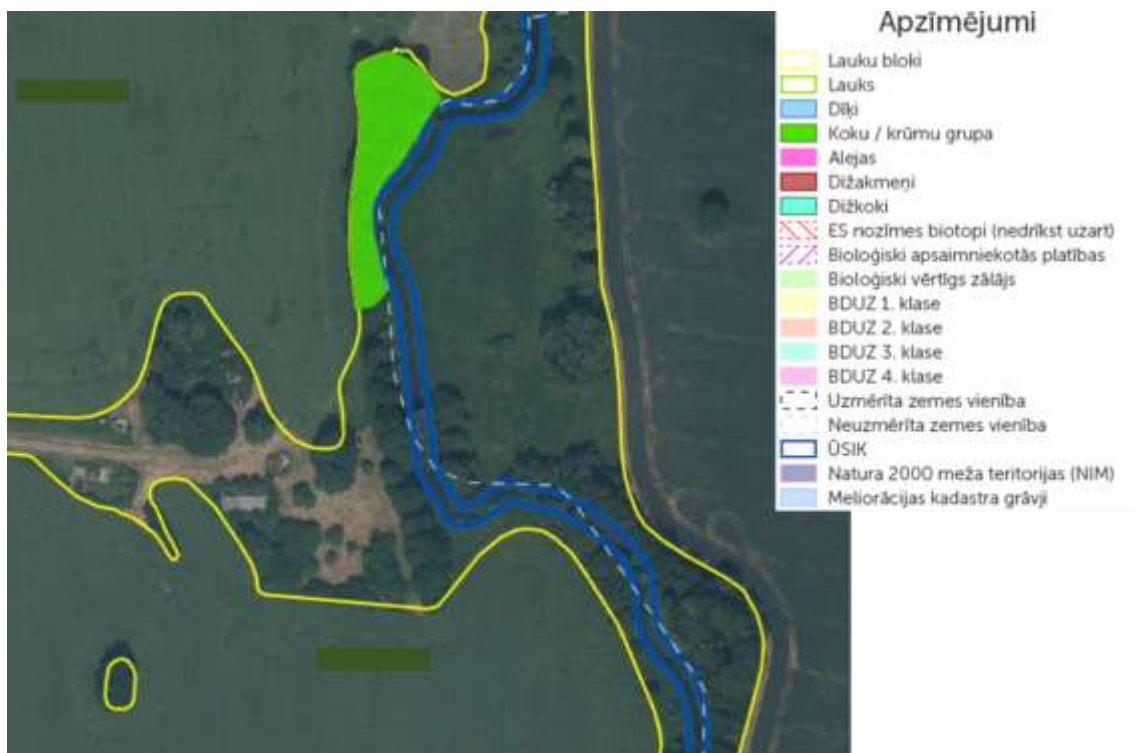 Apzīmējumi
Lauku bloki
Lauks
Dīķi
Koku / krūmu grupa
Alejas
Dižakmeņi
Dižkoki
ES nozīmes biotopi (nedrīkst uzart)
Bioloģiski apsaimniekotās platības
Bioloģiski vērtīgs zālājs
BDUZ 1. klase
BDUZ 2. klase
BDUZ 3. klase
BDUZ 4. klase
Uzmērīta zemes vienība
Neuzmērīta zemes vienība
ŪSIK
Natura 2000 meža teritorijas (NIM)
Meliorācijas kadastra grāvji